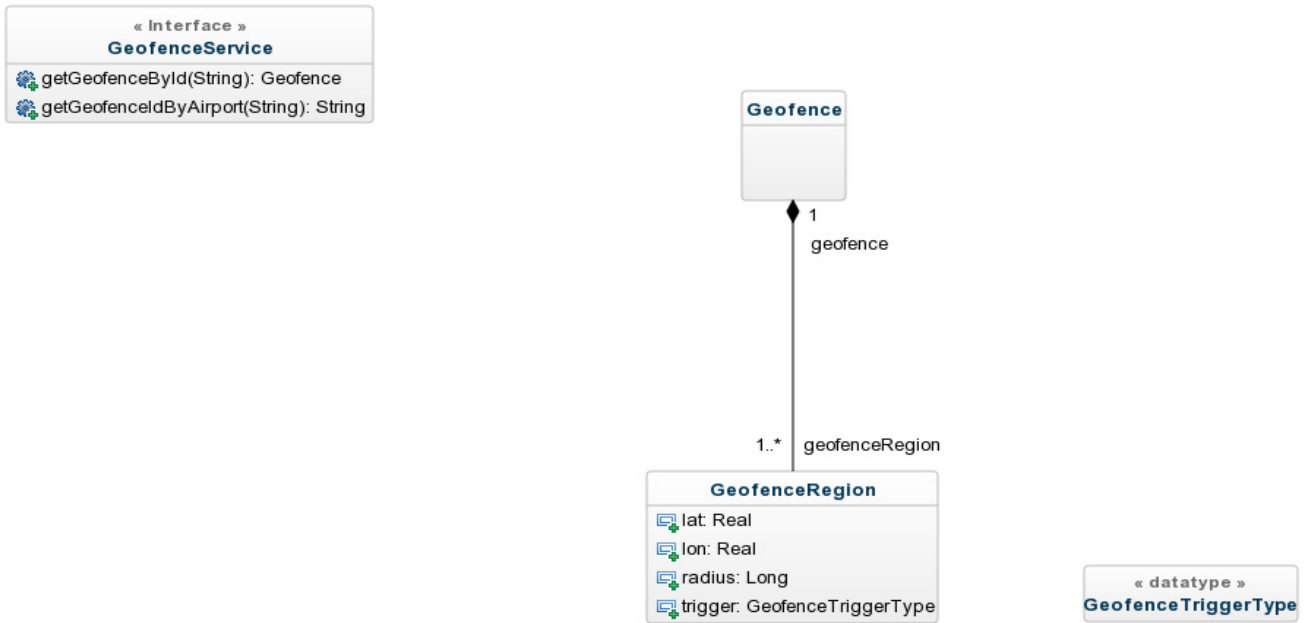 « Interface »
GeofenceService
getGeofenceById(String): Geofence
getGeofenceIdByAirport(String): String
Geofence
1
geofence
1..* geofenceRegion
GeofenceRegion
lat: Real
lon: Real
radius: Long
trigger: GeofenceTriggerType
« datatype »
GeofenceTriggerType